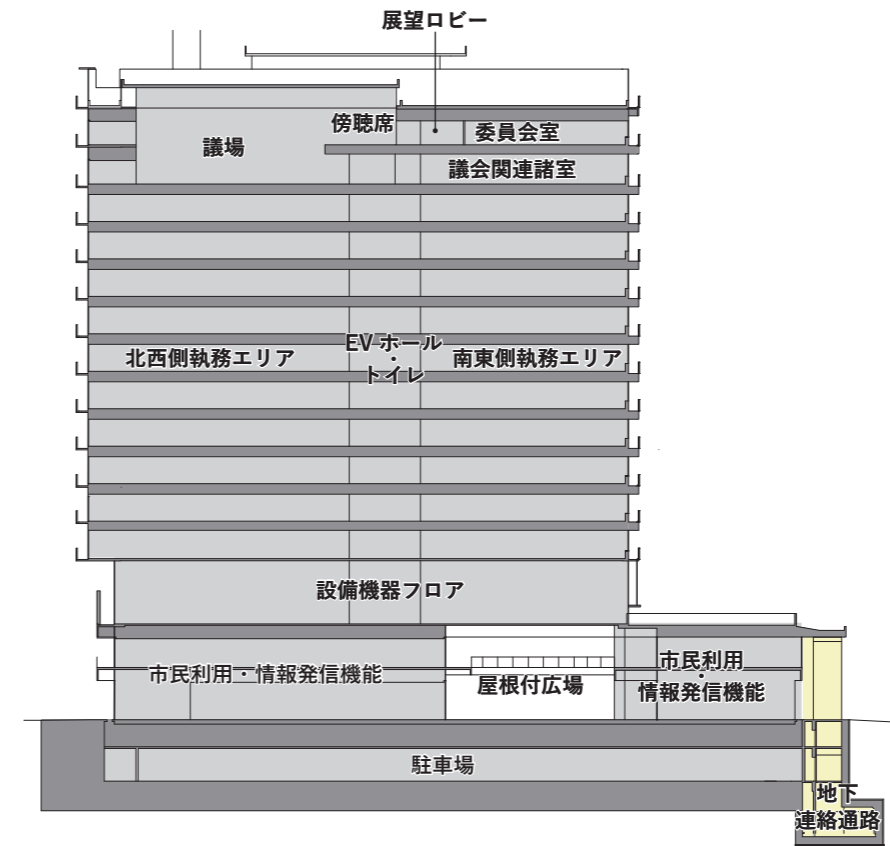 展望ロビー
傍聴席
委員会室
議場
議会関連諸室
北西側執務エリア
EVホール
・
トイレ
南東側執務エリア
設備機器フロア
市民利用・情報発信機能
屋根付広場
市民利用
・
情報発信機能
駐車場
地下
連絡通路